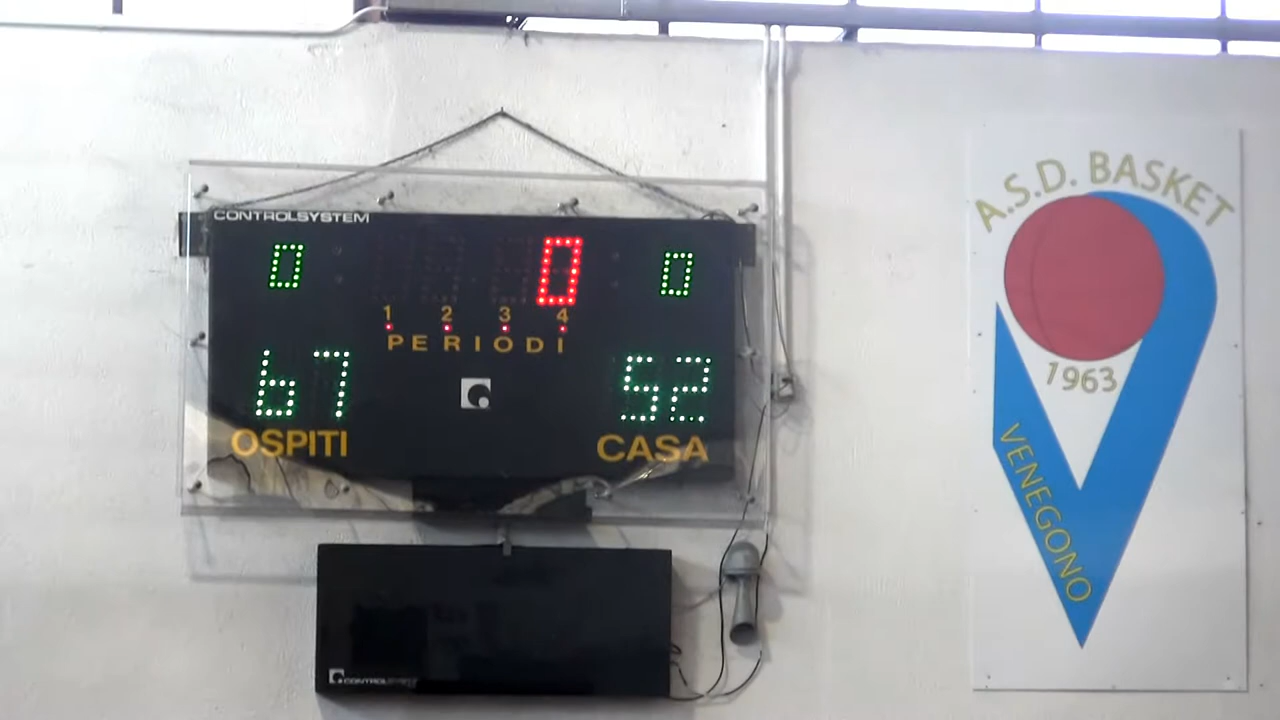 CONTROLSYSTEM
0 0 0
1 2 3 4
PERIODI
67 52
OSPITI CASA
CONTROLSYSTEM
A.S.D. BASKET
1963
VENEGONO